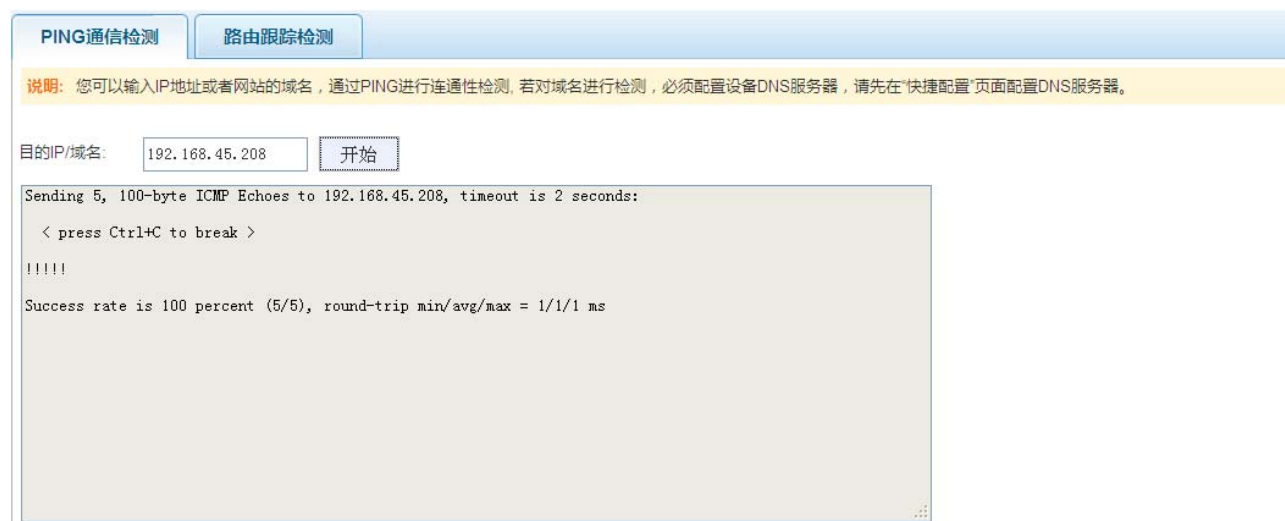 PING通信检测
路由跟踪检测
说明: 您可以输入IP地址或者网站的域名，通过PING进行连通性检测, 若对域名进行检测，必须配置设备DNS服务器，请先在“快捷配置”页面配置DNS服务器。
目的IP/域名: 192.168.45.208 开始
Sending 5, 100-byte ICMP Echoes to 192.168.45.208, timeout is 2 seconds:
< press Ctrl+C to break >
!!!!!
Success rate is 100 percent (5/5), round-trip min/avg/max = 1/1/1 ms